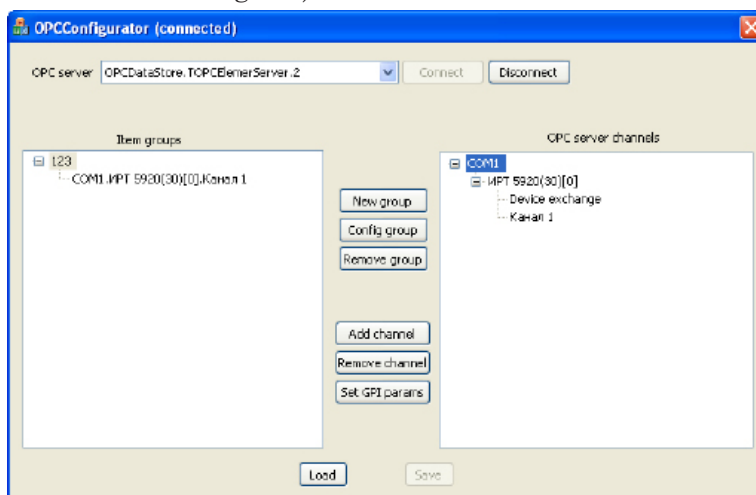 OPCConfigurator (connected)
OPC server OPCDataStore.TOPCElemerServer.2 Connect Disconnect
Item groups
OPC server channels
123
COM1.ИРТ 5920(30)[0].Канал 1
COM1
ИРТ 5920(30)[0]
Device exchange
Канал 1
New group
Config group
Remove group
Add channel
Remove channel
Set GPI params
Load
Save